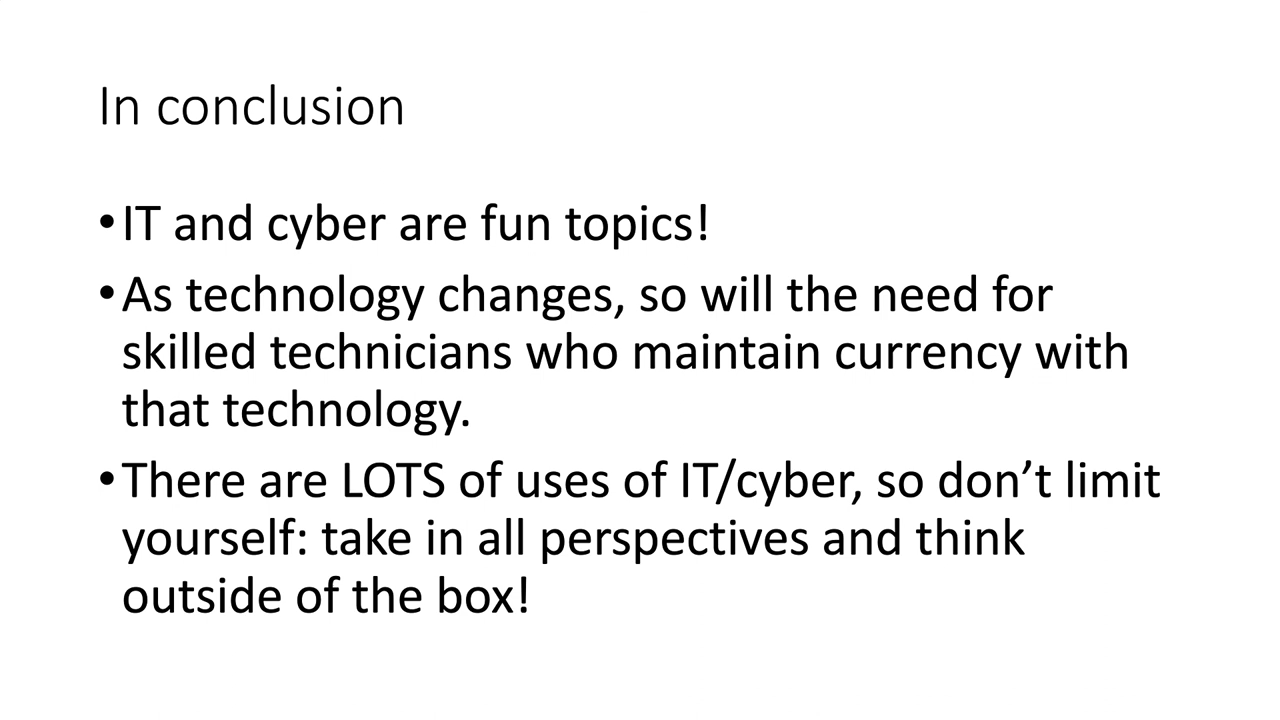 In conclusion
•IT and cyber are fun topics!
•As technology changes, so will the need for
skilled technicians who maintain currency with
that technology.
•There are LOTS of uses of IT/cyber, so don’t limit
yourself: take in all perspectives and think
outside of the box!